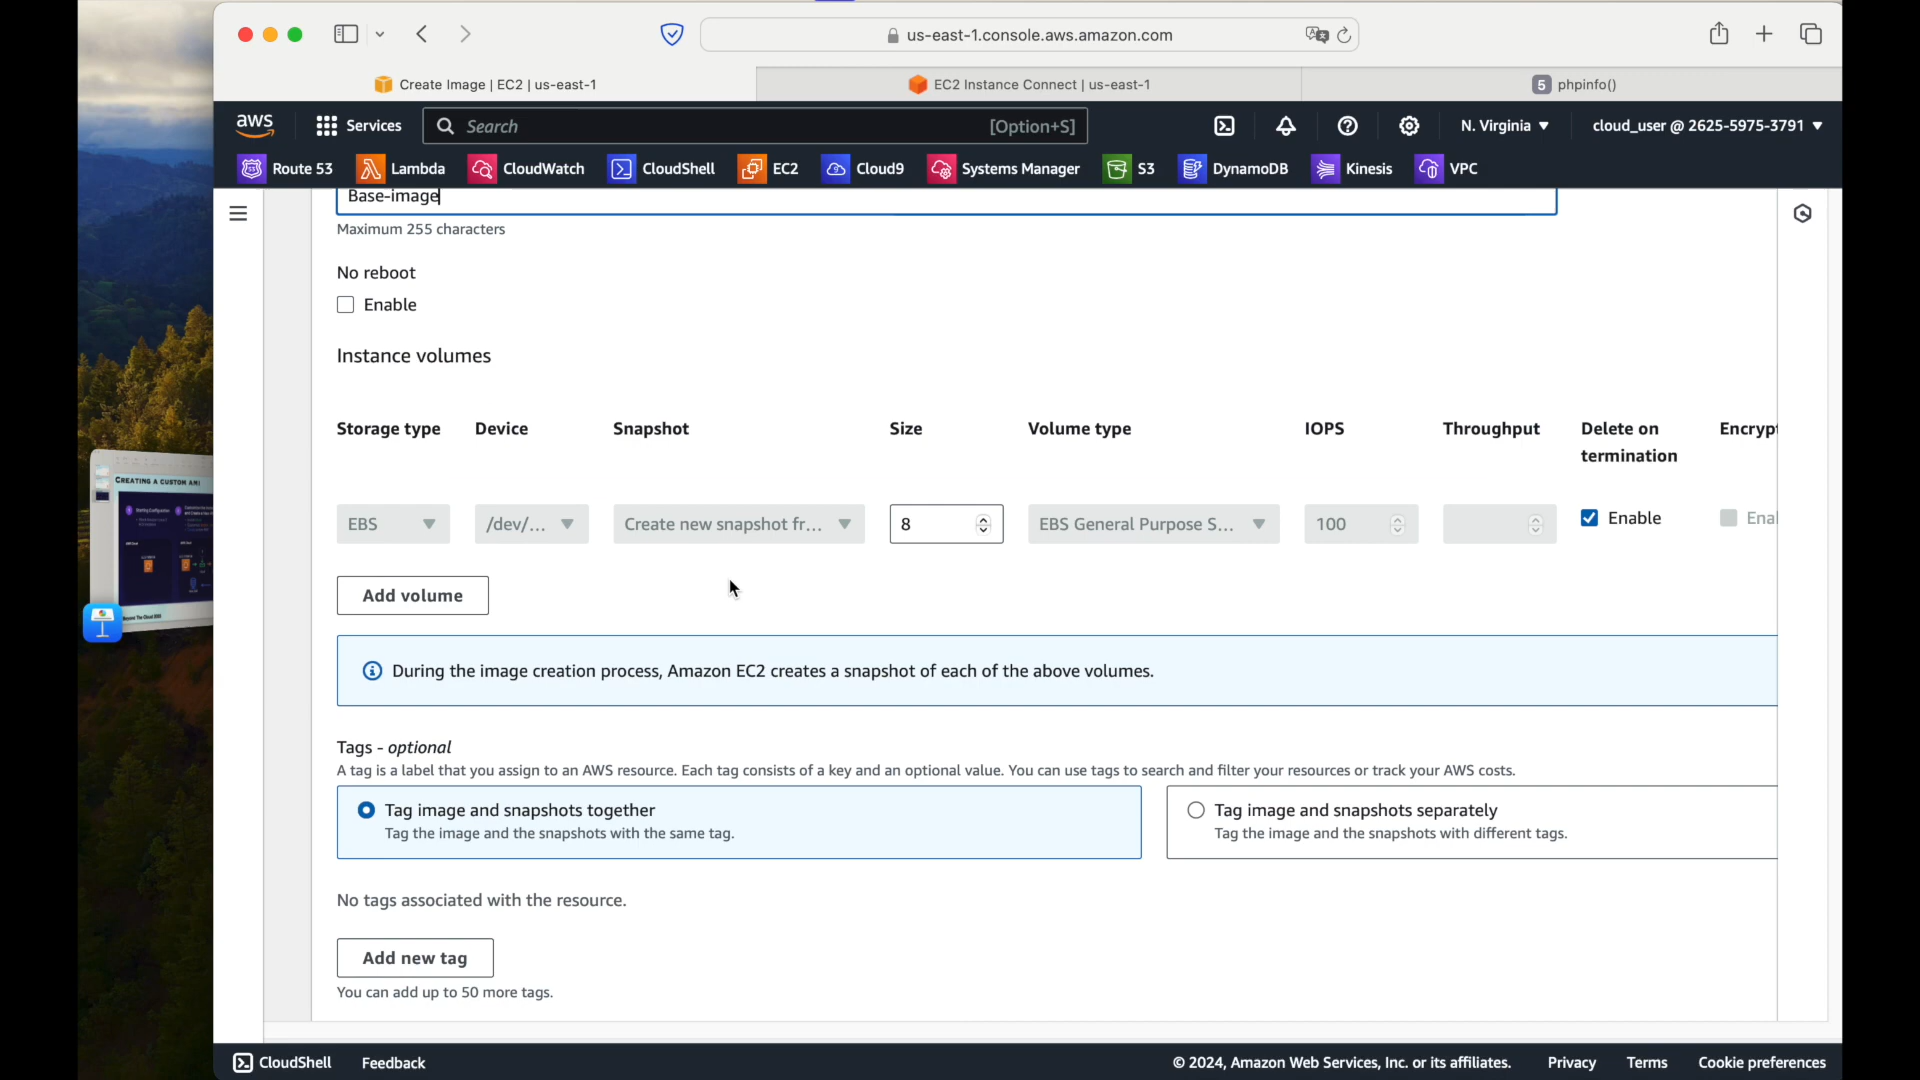 us-east-1.console.aws.amazon.com
Create Image | EC2 | us-east-1
EC2 Instance Connect | us-east-1
5 phpinfo()
aws
Services
Search
[Option+S]
N. Virginia
cloud_user @ 2625-5975-3791
Route 53
Lambda
CloudWatch
CloudShell
EC2
Cloud9
Systems Manager
S3
DynamoDB
Kinesis
VPC
Base-image
Maximum 255 characters
No reboot
Enable
Instance volumes
Storage type
Device
Snapshot
Size
Volume type
IOPS
Throughput
Delete on
termination
Encrypt
EBS
/dev/...
Create new snapshot fr...
8
EBS General Purpose S...
100
Enable
Enal
Add volume
During the image creation process, Amazon EC2 creates a snapshot of each of the above volumes.
Tags - optional
A tag is a label that you assign to an AWS resource. Each tag consists of a key and an optional value. You can use tags to search and filter your resources or track your AWS costs.
Tag image and snapshots together
Tag the image and the snapshots with the same tag.
Tag image and snapshots separately
Tag the image and the snapshots with different tags.
No tags associated with the resource.
Add new tag
You can add up to 50 more tags.
CREATING A CUSTOM AMI
CloudShell
Feedback
© 2024, Amazon Web Services, Inc. or its affiliates.
Privacy
Terms
Cookie preferences